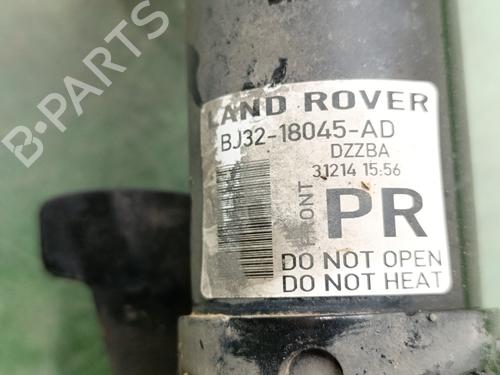 LAND ROVER
BJ32-18045-AD
DZZBA
31214 15:56
FRONT
PR
DO NOT OPEN
DO NOT HEAT
B-PARTS